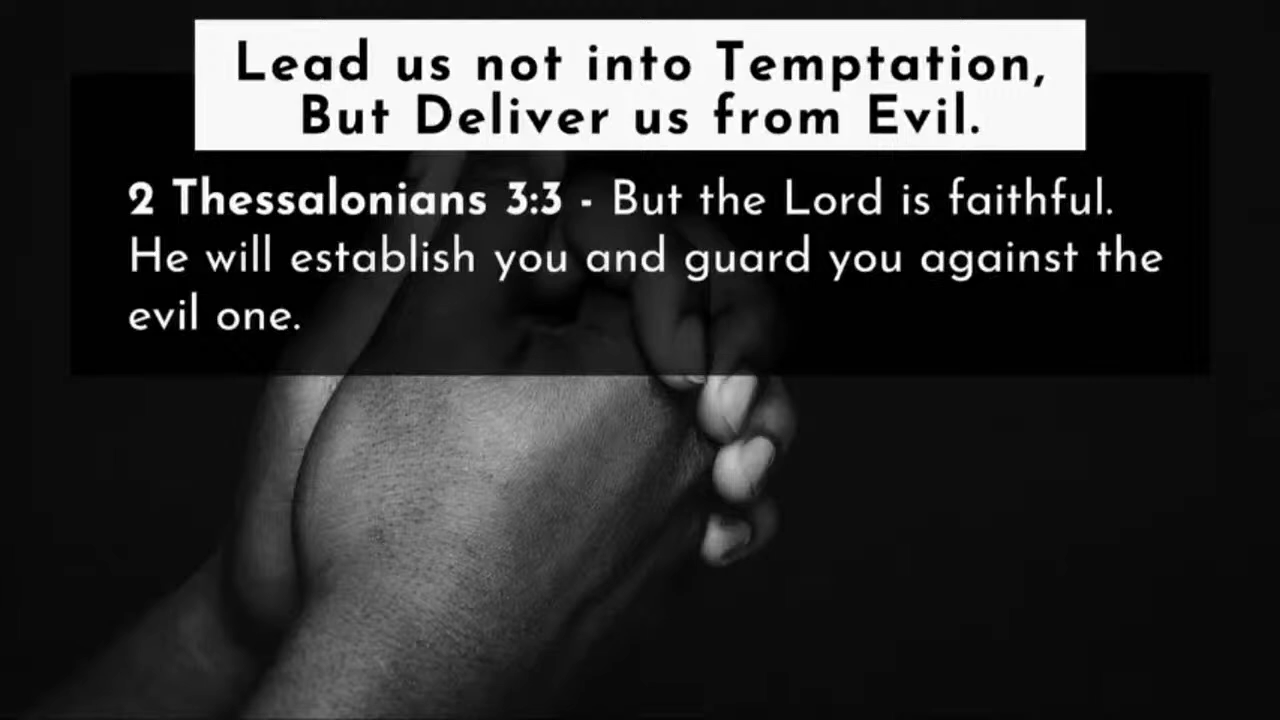 Lead us not into Temptation,
But Deliver us from Evil.
2 Thessalonians 3:3 - But the Lord is faithful.
He will establish you and guard you against the
evil one.